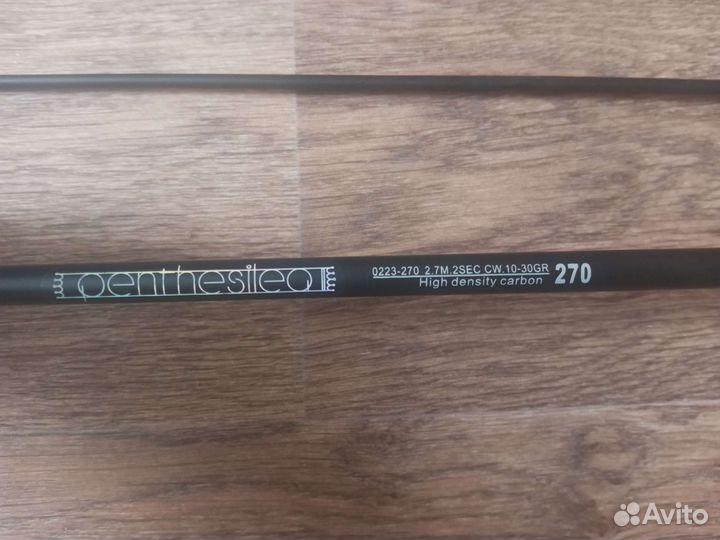 penthesilea
0223-270 2.7M.2SEC CW.10-30GR
High density carbon 270
Avito